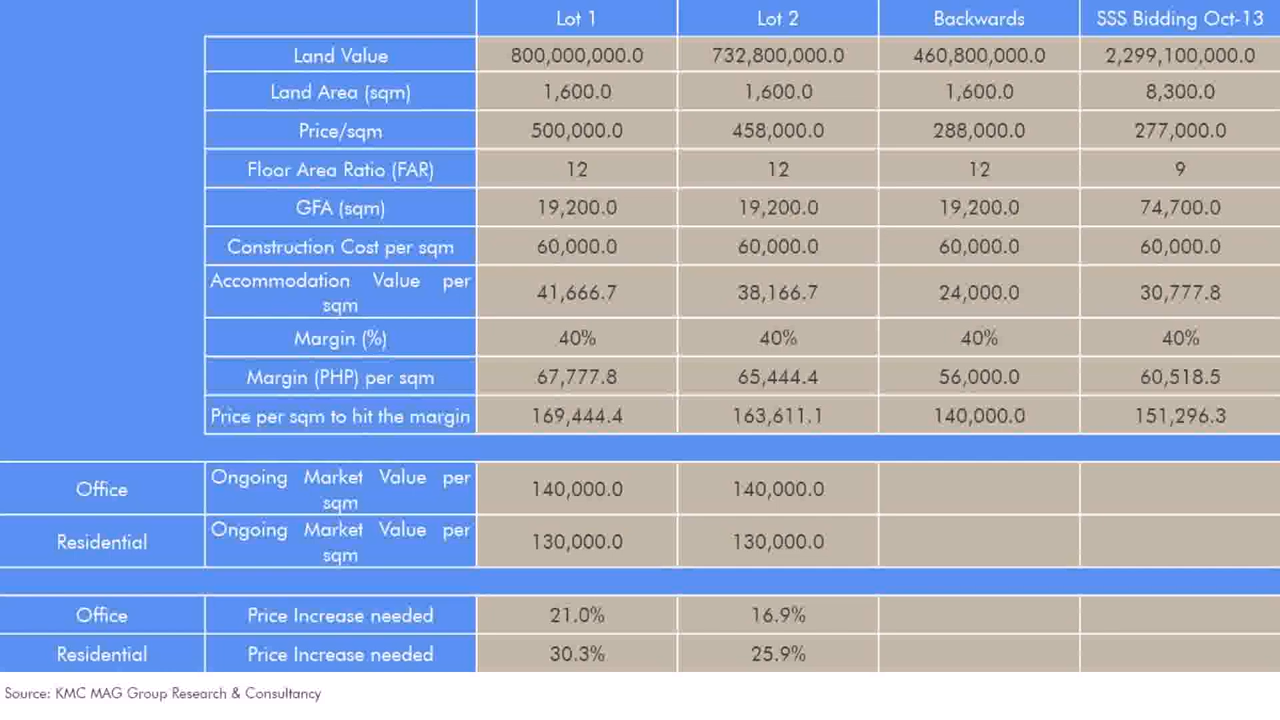 Lot 1 Lot 2 Backwards SSS Bidding Oct-13
Land Value 800,000,000.0 732,800,000.0 460,800,000.0 2,299,100,000.0
Land Area (sqm) 1,600.0 1,600.0 1,600.0 8,300.0
Price/sqm 500,000.0 458,000.0 288,000.0 277,000.0
Floor Area Ratio (FAR) 12 12 12 9
GFA (sqm) 19,200.0 19,200.0 19,200.0 74,700.0
Construction Cost per sqm 60,000.0 60,000.0 60,000.0 60,000.0
Accommodation Value per
sqm 41,666.7 38,166.7 24,000.0 30,777.8
Margin (%) 40% 40% 40% 40%
Margin (PHP) per sqm 67,777.8 65,444.4 56,000.0 60,518.5
Price per sqm to hit the margin 169,444.4 163,611.1 140,000.0 151,296.3
Office Ongoing Market Value per
sqm 140,000.0 140,000.0
Residential Ongoing Market Value per
sqm 130,000.0 130,000.0
Office Price Increase needed 21.0% 16.9%
Residential Price Increase needed 30.3% 25.9%
Source: KMC MAG Group Research & Consultancy